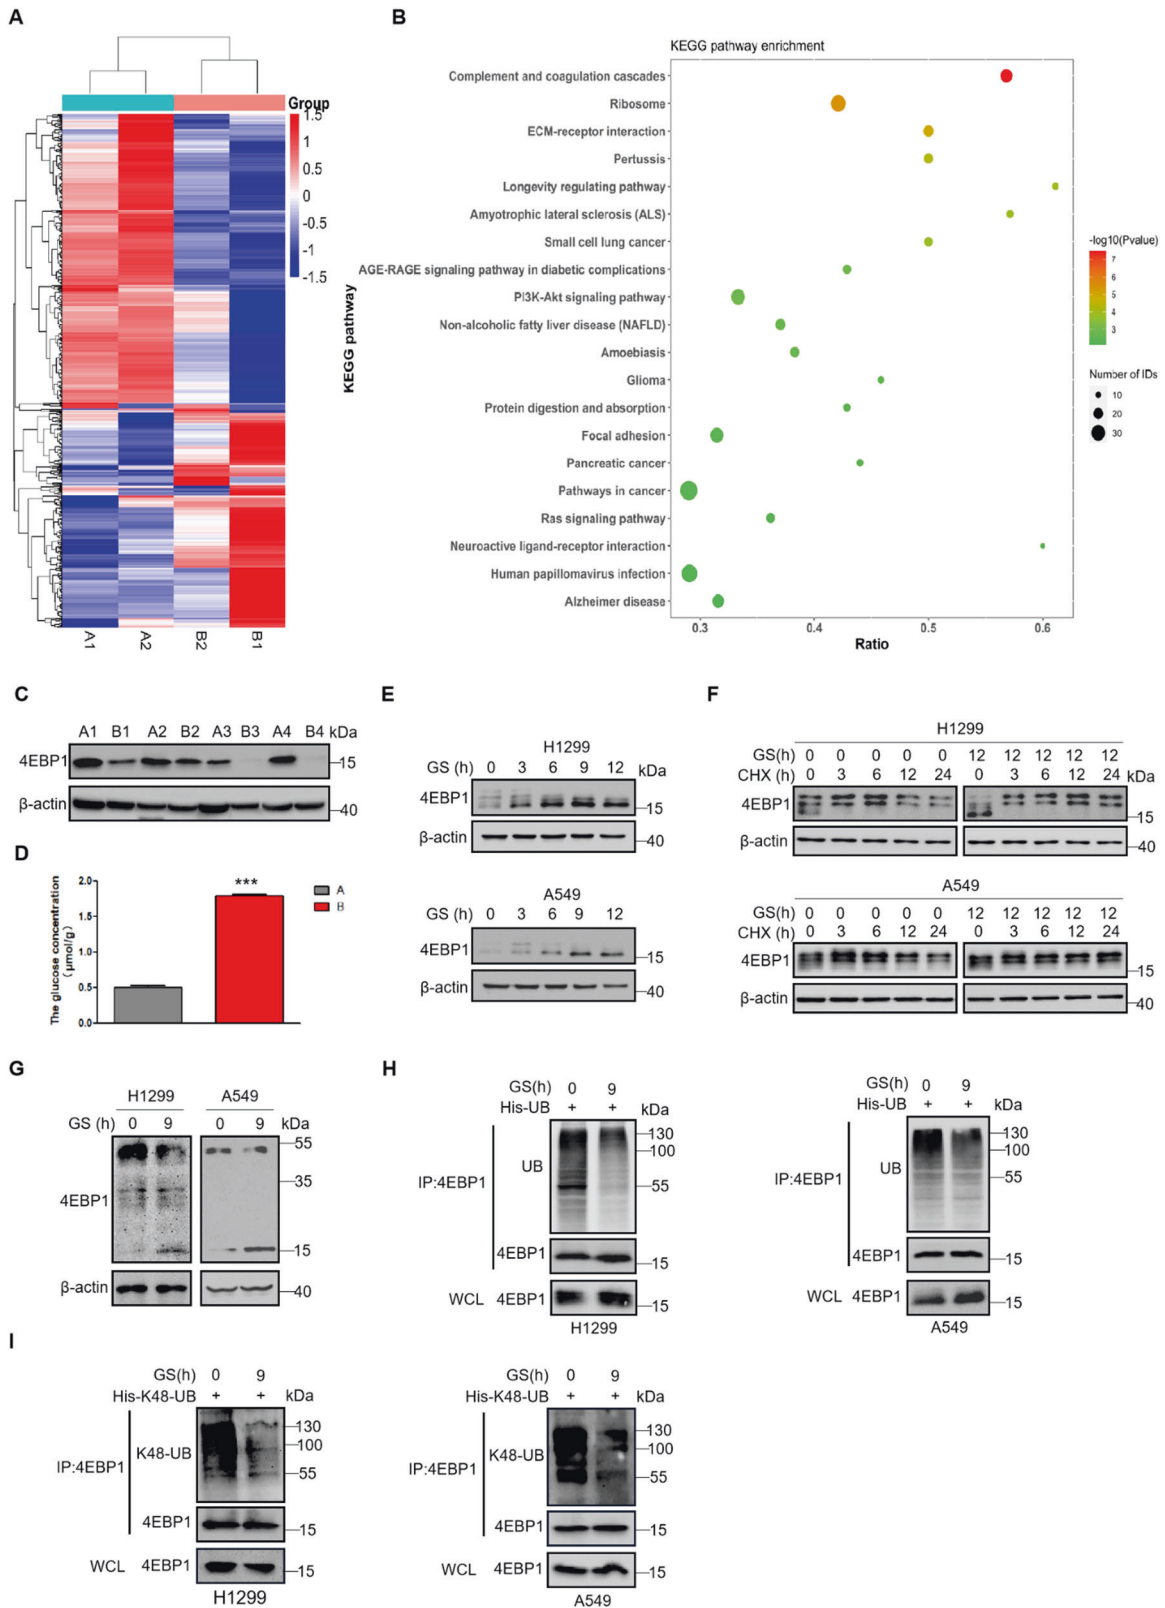 A
Group
1.5
1
0.5
0
-0.5
-1
-1.5
A1
A2
B2
B1
B
KEGG pathway enrichment
KEGG pathway
Complement and coagulation cascades
Ribosome
ECM-receptor interaction
Pertussis
Longevity regulating pathway
Amyotrophic lateral sclerosis (ALS)
Small cell lung cancer
AGE-RAGE signaling pathway in diabetic complications
PI3K-Akt signaling pathway
Non-alcoholic fatty liver disease (NAFLD)
Amoebiasis
Glioma
Protein digestion and absorption
Focal adhesion
Pancreatic cancer
Pathways in cancer
Ras signaling pathway
Neuroactive ligand-receptor interaction
Human papillomavirus infection
Alzheimer disease
0.3 0.4 0.5 0.6
Ratio
-log10(Pvalue)
7
6
5
4
3
Number of IDs
10
20
30
C
A1 B1 A2 B2 A3 B3 A4 B4 kDa
4EBP1 15
β-actin 40
D
The glucose concentration
(μmol/g)
2.0
1.5
1.0
0.5
0.0
***
A
B
E
H1299
GS (h) 0 3 6 9 12 kDa
4EBP1 15
β-actin 40
A549
GS (h) 0 3 6 9 12
4EBP1 15
β-actin 40
F
H1299
GS(h) 0 0 0 0 0 12 12 12 12 12
CHX (h) 0 3 6 12 24 0 3 6 12 24 kDa
4EBP1 15
β-actin 40
A549
GS(h) 0 0 0 0 0 12 12 12 12 12
CHX (h) 0 3 6 12 24 0 3 6 12 24
4EBP1 15
β-actin 40
G
H1299 A549
GS (h) 0 9 0 9 kDa
55
35
4EBP1
15
β-actin 40
H
GS(h) 0 9
His-UB + + kDa
130
100
UB
IP:4EBP1
55
4EBP1 15
WCL 4EBP1 15
H1299
GS(h) 0 9
His-UB + + kDa
130
100
UB
IP:4EBP1
55
4EBP1 15
WCL 4EBP1 15
A549
I
GS(h) 0 9
His-K48-UB + + kDa
130
K48-UB 100
IP:4EBP1
55
4EBP1 15
WCL 4EBP1 15
H1299
GS(h) 0 9
His-K48-UB + + kDa
130
K48-UB 100
IP:4EBP1
55
4EBP1 15
WCL 4EBP1 15
A549